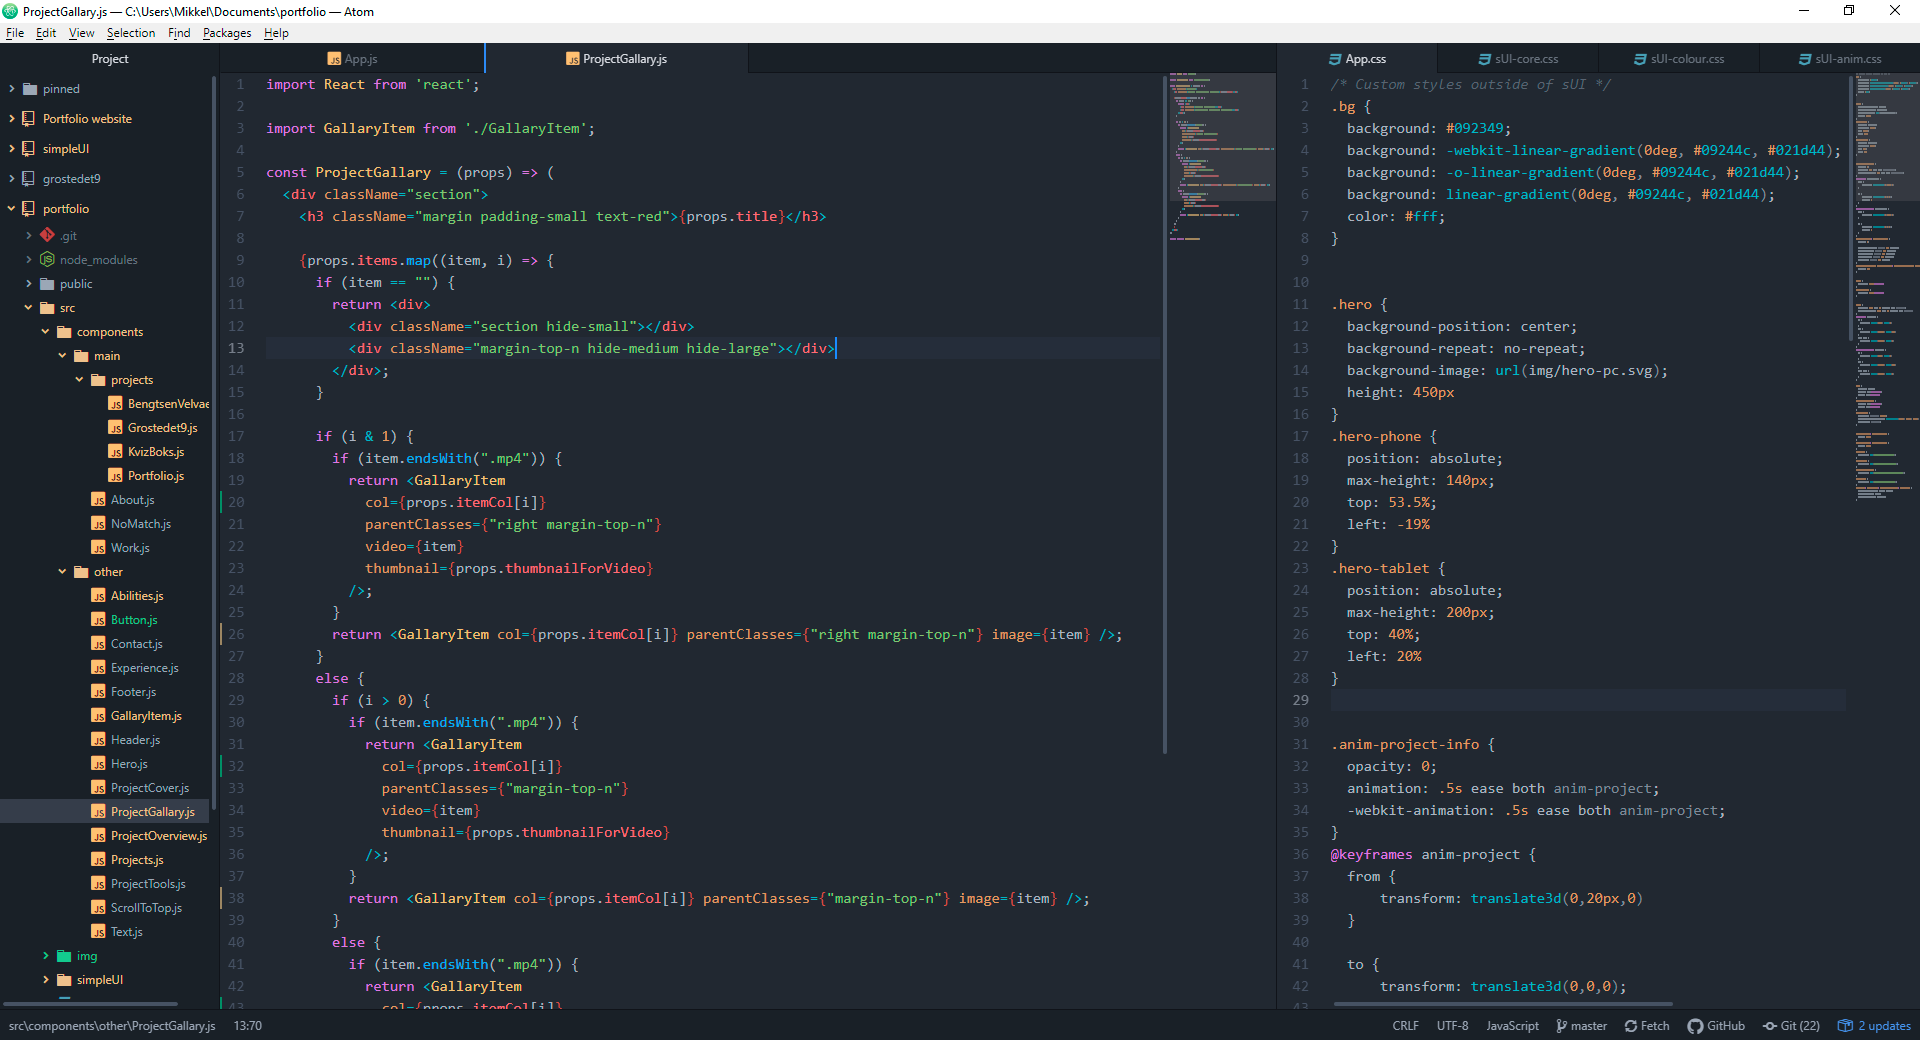 ProjectGallary.js — C:\Users\Mikkel\Documents\portfolio — Atom
File Edit View Selection Find Packages Help
Project
pinned
Portfolio website
simpleUI
grostedet9
portfolio
.git
node_modules
public
src
components
main
projects
BengtsenVelvae
Grostedet9.js
KvizBoks.js
Portfolio.js
About.js
NoMatch.js
Work.js
other
Abilities.js
Button.js
Contact.js
Experience.js
Footer.js
GallaryItem.js
Header.js
Hero.js
ProjectCover.js
ProjectGallary.js
ProjectOverview.js
Projects.js
ProjectTools.js
ScrollToTop.js
Text.js
img
simpleUI
App.js ProjectGallary.js
1 import React from 'react';
2
3 import GallaryItem from './GallaryItem';
4
5 const ProjectGallary = (props) => (
6 <div className="section">
7 <h3 className="margin padding-small text-red">{props.title}</h3>
8
9 {props.items.map((item, i) => {
10 if (item == "") {
11 return <div>
12 <div className="section hide-small"></div>
13 <div className="margin-top-n hide-medium hide-large"></div>
14 </div>;
15 }
16
17 if (i & 1) {
18 if (item.endsWith(".mp4")) {
19 return <GallaryItem
20 col={props.itemCol[i]}
21 parentClasses={"right margin-top-n"}
22 video={item}
23 thumbnail={props.thumbnailForVideo}
24 />;
25 }
26 return <GallaryItem col={props.itemCol[i]} parentClasses={"right margin-top-n"} image={item} />;
27 }
28 else {
29 if (i > 0) {
30 if (item.endsWith(".mp4")) {
31 return <GallaryItem
32 col={props.itemCol[i]}
33 parentClasses={"margin-top-n"}
34 video={item}
35 thumbnail={props.thumbnailForVideo}
36 />;
37 }
38 return <GallaryItem col={props.itemCol[i]} parentClasses={"margin-top-n"} image={item} />;
39 }
40 else {
41 if (item.endsWith(".mp4")) {
42 return <GallaryItem
43 col={props.itemCol[i]}
App.css sUI-core.css sUI-colour.css sUI-anim.css
1 /* Custom styles outside of sUI */
2 .bg {
3 background: #092349;
4 background: -webkit-linear-gradient(0deg, #09244c, #021d44);
5 background: -o-linear-gradient(0deg, #09244c, #021d44);
6 background: linear-gradient(0deg, #09244c, #021d44);
7 color: #fff;
8 }
9
10
11 .hero {
12 background-position: center;
13 background-repeat: no-repeat;
14 background-image: url(img/hero-pc.svg);
15 height: 450px
16 }
17 .hero-phone {
18 position: absolute;
19 max-height: 140px;
20 top: 53.5%;
21 left: -19%
22 }
23 .hero-tablet {
24 position: absolute;
25 max-height: 200px;
26 top: 40%;
27 left: 20%
28 }
29
30
31 .anim-project-info {
32 opacity: 0;
33 animation: .5s ease both anim-project;
34 -webkit-animation: .5s ease both anim-project;
35 }
36 @keyframes anim-project {
37 from {
38 transform: translate3d(0,20px,0)
39 }
40
41 to {
42 transform: translate3d(0,0,0);
43
src\components\other\ProjectGallary.js 13:70 CRLF UTF-8 JavaScript master Fetch GitHub Git (22) 2 updates